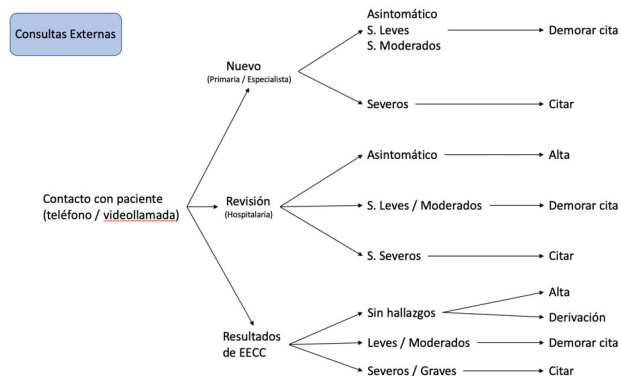 Consultas Externas
Contacto con paciente
(teléfono / videollamada)
Nuevo
(Primaria / Especialista)
Asintomático
S. Leves
S. Moderados
Demorar cita
Severos
Citar
Revisión
(Hospitalaria)
Asintomático
Alta
S. Leves / Moderados
Demorar cita
S. Severos
Citar
Resultados
de EECC
Sin hallazgos
Alta
Derivación
Leves / Moderados
Demorar cita
Severos / Graves
Citar